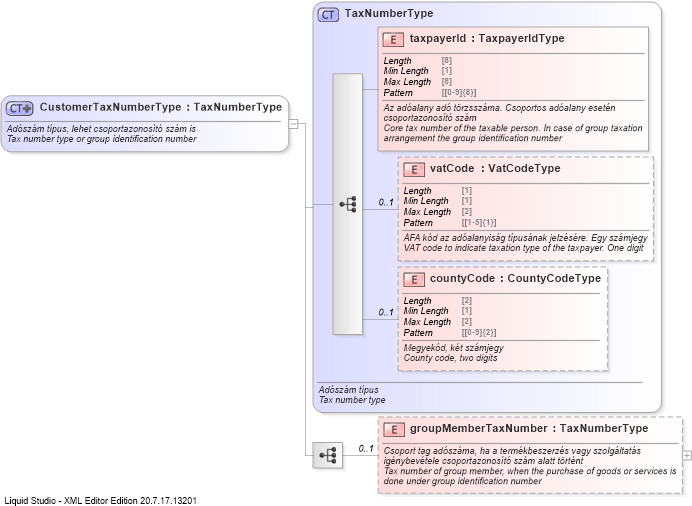 CT TaxNumberType
E taxpayerId : TaxpayerIdType
Length [8]
Min Length [1]
Max Length [8]
Pattern [[0-9]{8}]
Az adóalany adó törzsszáma. Csoportos adóalany esetén
csoportazonosító szám
Core tax number of the taxable person. In case of group taxation
arrangement the group identification number
CT CustomerTaxNumberType : TaxNumberType
Adószám típus, lehet csoportazonosító szám is
Tax number type or group identification number
0..1
E vatCode : VatCodeType
Length [1]
Min Length [1]
Max Length [2]
Pattern [[1-5]{1}]
ÁFA kód az adóalanyiság típusának jelzésére. Egy számjegy
VAT code to indicate taxation type of the taxpayer. One digit
0..1
E countyCode : CountyCodeType
Length [2]
Min Length [1]
Max Length [2]
Pattern [[0-9]{2}]
Megyekód, két számjegy
County code, two digits
Adószám típus
Tax number type
0..1
E groupMemberTaxNumber : TaxNumberType
Csoport tag adószáma, ha a termékbeszerzés vagy szolgáltatás
igénybevétele csoportazonosító szám alatt történt
Tax number of group member, when the purchase of goods or services is
done under group identification number
Liquid Studio - XML Editor Edition 20.7.17.13201